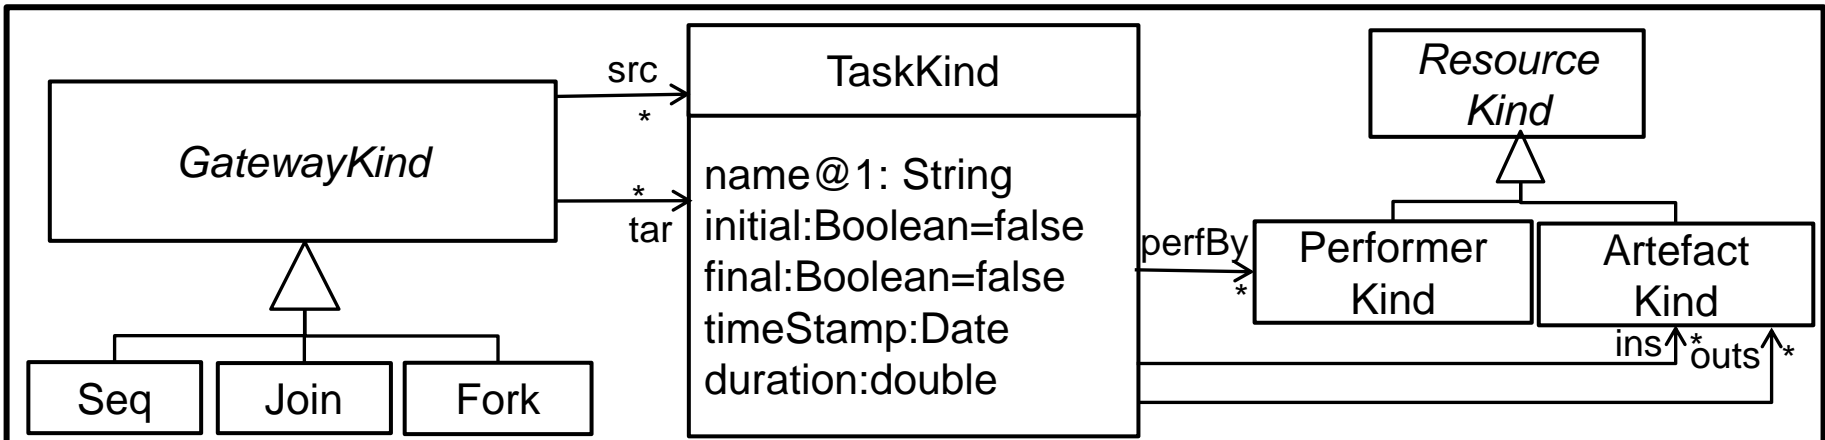 GatewayKind
Seq
Join
Fork
src
*
*
tar
TaskKind
name@1: String
initial:Boolean=false
final:Boolean=false
timeStamp:Date
duration:double
perfBy
*
Resource
Kind
Performer
Kind
Artefact
Kind
ins
*
outs
*